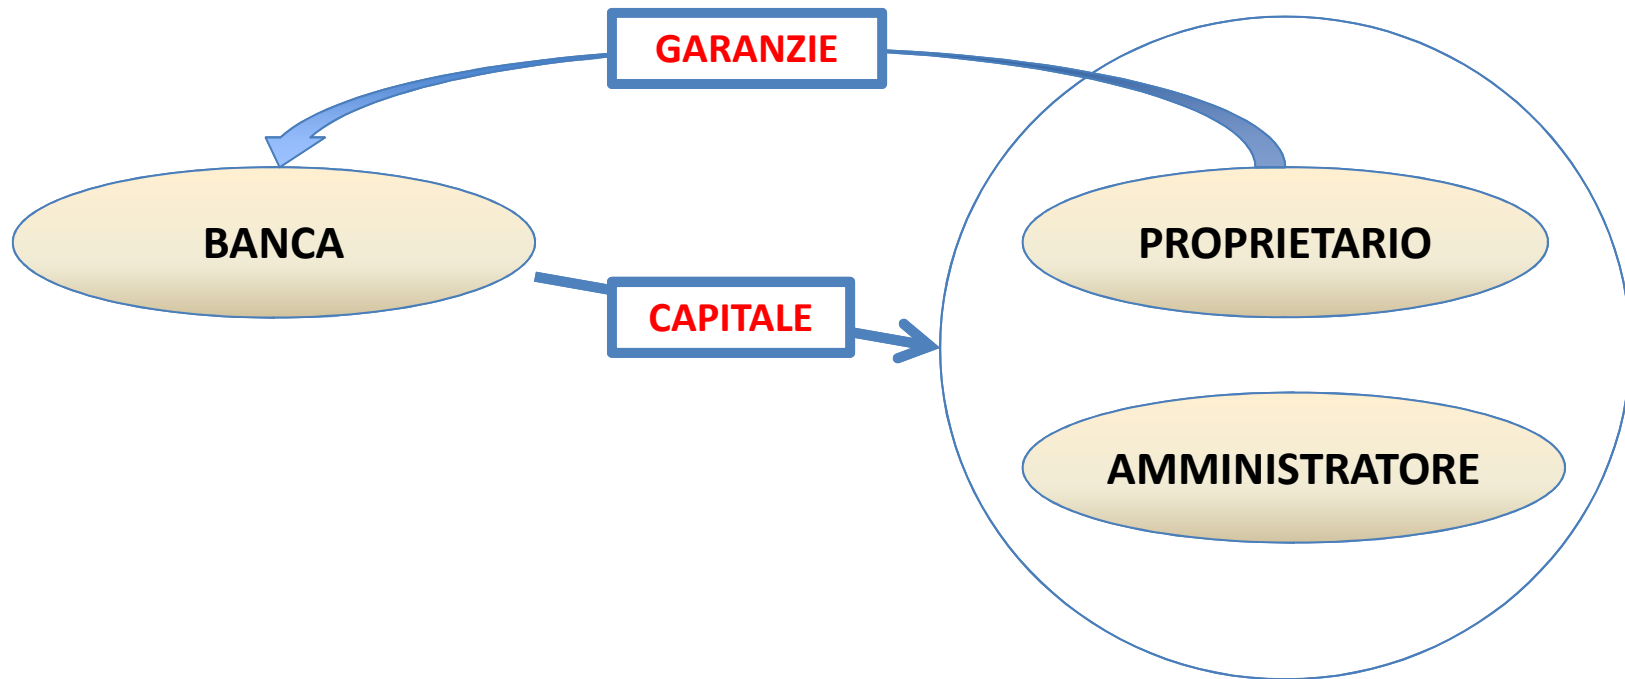 GARANZIE
BANCA
PROPRIETARIO
CAPITALE
AMMINISTRATORE